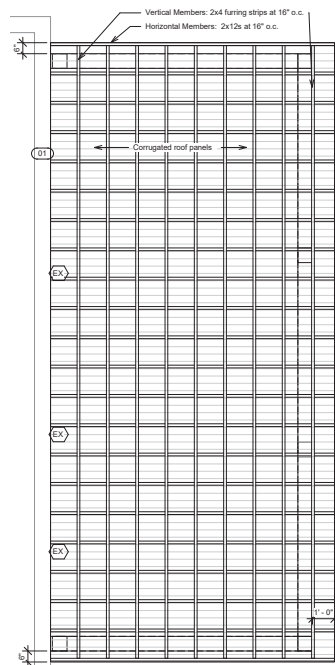 Vertical Members: 2x4 furring strips at 16" o.c.
Horizontal Members: 2x12s at 16" o.c.
6"
Corrugated roof panels
01
EX
EX
EX
1' - 0"
6"